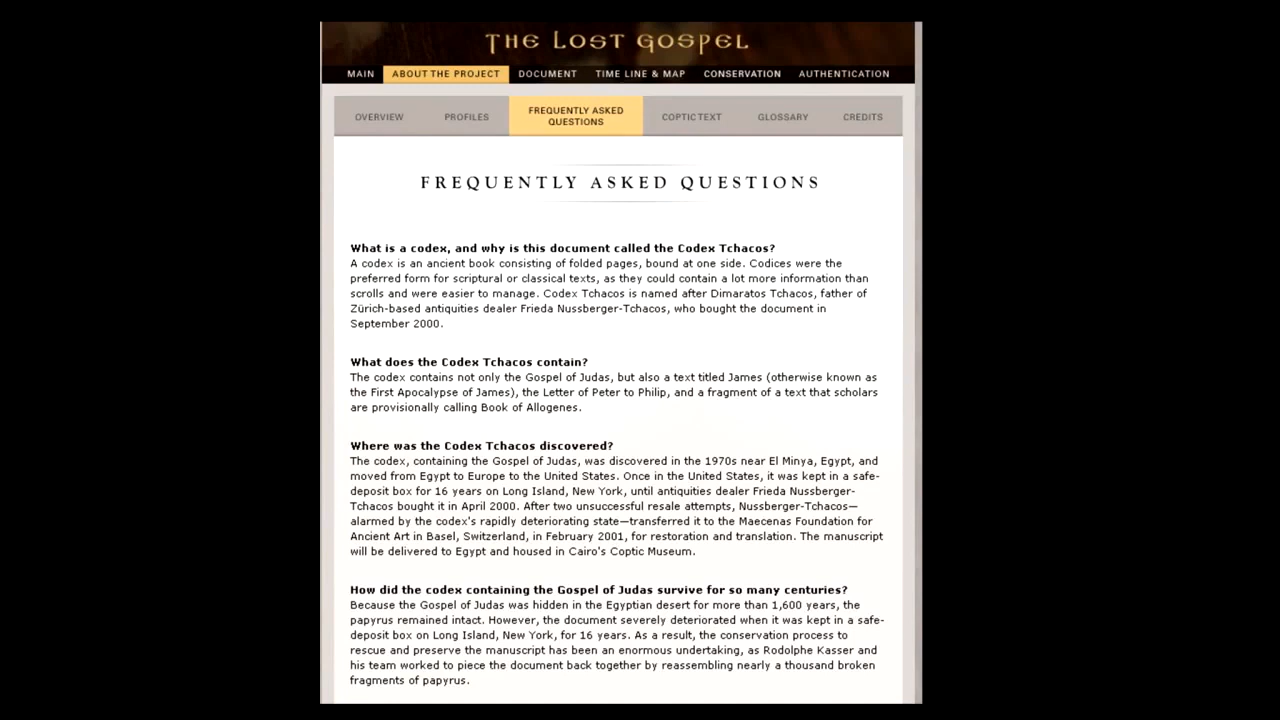 THE LOST GOSPEL
MAIN ABOUT THE PROJECT DOCUMENT TIME LINE & MAP CONSERVATION AUTHENTICATION
OVERVIEW PROFILES FREQUENTLY ASKED QUESTIONS COPTIC TEXT GLOSSARY CREDITS
FREQUENTLY ASKED QUESTIONS
What is a codex, and why is this document called the Codex Tchacos?
A codex is an ancient book consisting of folded pages, bound at one side. Codices were the
preferred form for scriptural or classical texts, as they could contain a lot more information than
scrolls and were easier to manage. Codex Tchacos is named after Dimaratos Tchacos, father of
Zürich-based antiquities dealer Frieda Nussberger-Tchacos, who bought the document in
September 2000.
What does the Codex Tchacos contain?
The codex contains not only the Gospel of Judas, but also a text titled James (otherwise known as
the First Apocalypse of James), the Letter of Peter to Philip, and a fragment of a text that scholars
are provisionally calling Book of Allogenes.
Where was the Codex Tchacos discovered?
The codex, containing the Gospel of Judas, was discovered in the 1970s near El Minya, Egypt, and
moved from Egypt to Europe to the United States. Once in the United States, it was kept in a safe-
deposit box for 16 years on Long Island, New York, until antiquities dealer Frieda Nussberger-
Tchacos bought it in April 2000. After two unsuccessful resale attempts, Nussberger-Tchacos—
alarmed by the codex's rapidly deteriorating state—transferred it to the Maecenas Foundation for
Ancient Art in Basel, Switzerland, in February 2001, for restoration and translation. The manuscript
will be delivered to Egypt and housed in Cairo's Coptic Museum.
How did the codex containing the Gospel of Judas survive for so many centuries?
Because the Gospel of Judas was hidden in the Egyptian desert for more than 1,600 years, the
papyrus remained intact. However, the document severely deteriorated when it was kept in a safe-
deposit box on Long Island, New York, for 16 years. As a result, the conservation process to
rescue and preserve the manuscript has been an enormous undertaking, as Rodolphe Kasser and
his team worked to piece the document back together by reassembling nearly a thousand broken
fragments of papyrus.